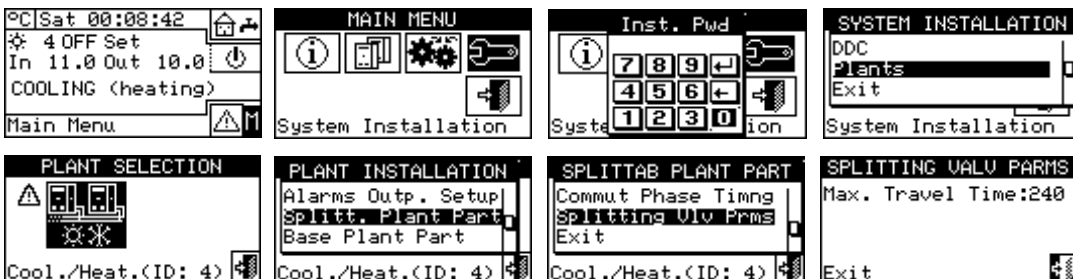 °C Sat 00:08:42
4 OFF Set
In 11.0 Out 10.0
COOLING (heating)
Main Menu M
MAIN MENU
System Installation
Inst. Pwd
7 8 9
4 5 6
1 2 3 0
Syste ion
SYSTEM INSTALLATION
DDC
Plants
Exit
System Installation
PLANT SELECTION
Cool./Heat.(ID: 4)
PLANT INSTALLATION
Alarms Outp. Setup
Splitt. Plant Part
Base Plant Part
Cool./Heat.(ID: 4)
SPLITTAB PLANT PART
Commut Phase Timng
Splitting Vlv Prms
Exit
Cool./Heat.(ID: 4)
SPLITTING VALV PARMS
Max. Travel Time:240
Exit